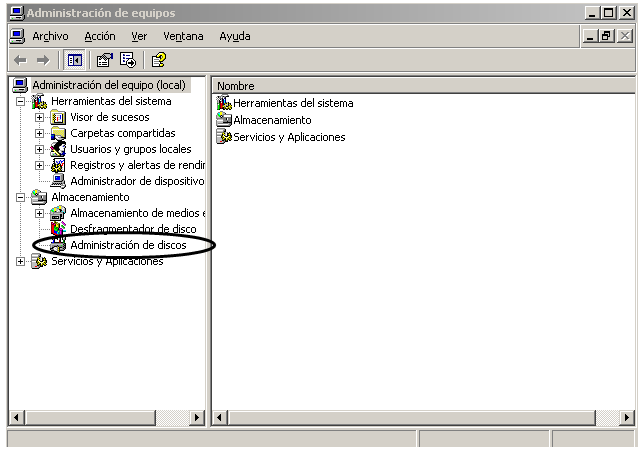 Administración de equipos
Archivo Acción Ver Ventana Ayuda
Administración del equipo (local)
Herramientas del sistema
Visor de sucesos
Carpetas compartidas
Usuarios y grupos locales
Registros y alertas de rendir
Administrador de dispositivo
Almacenamiento
Almacenamiento de medios e
Desfragmentador de disco
Administración de discos
Servicios y Aplicaciones
Nombre
Herramientas del sistema
Almacenamiento
Servicios y Aplicaciones